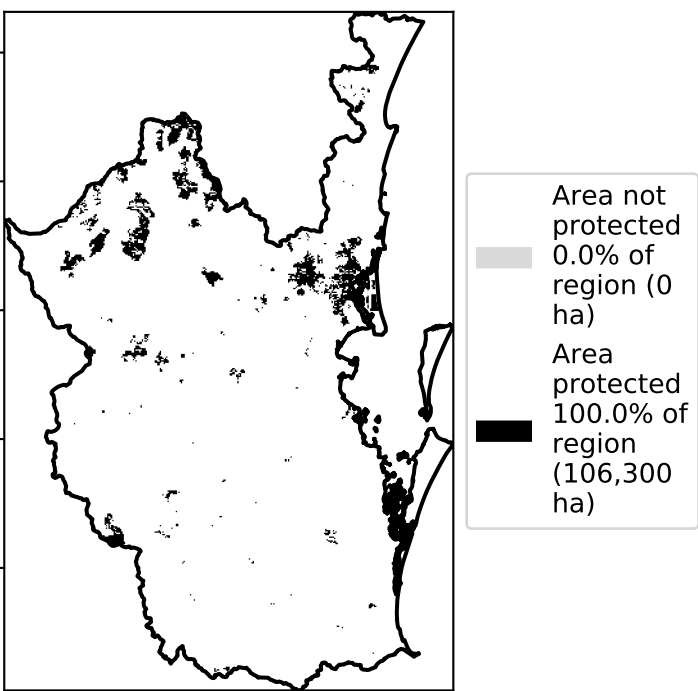 Area not
protected
0.0% of
region (0
ha)
Area
protected
100.0% of
region
(106,300
ha)